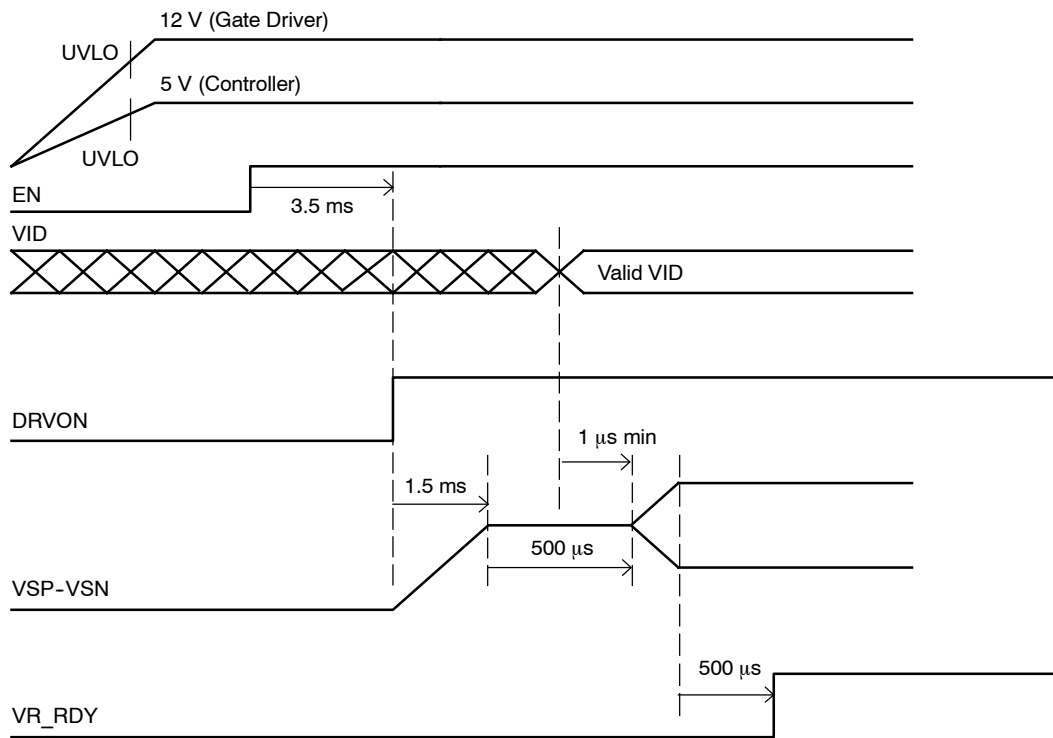 12 V (Gate Driver)
UVLO
5 V (Controller)
UVLO
EN
3.5 ms
VID
Valid VID
DRVON
1 μs min
1.5 ms
500 μs
VSP-VSN
500 μs
VR_RDY